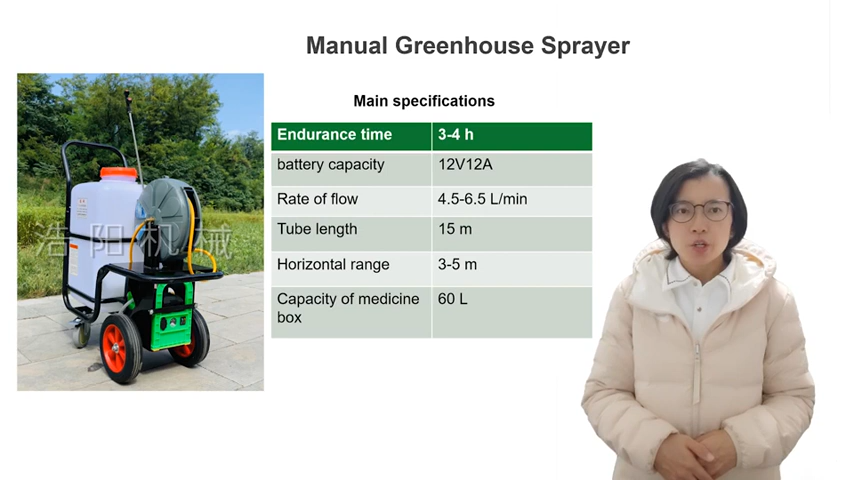 Manual Greenhouse Sprayer
Main specifications
Endurance time 3-4 h
battery capacity 12V12A
Rate of flow 4.5-6.5 L/min
Tube length 15 m
Horizontal range 3-5 m
Capacity of medicine box 60 L
浩阳机械